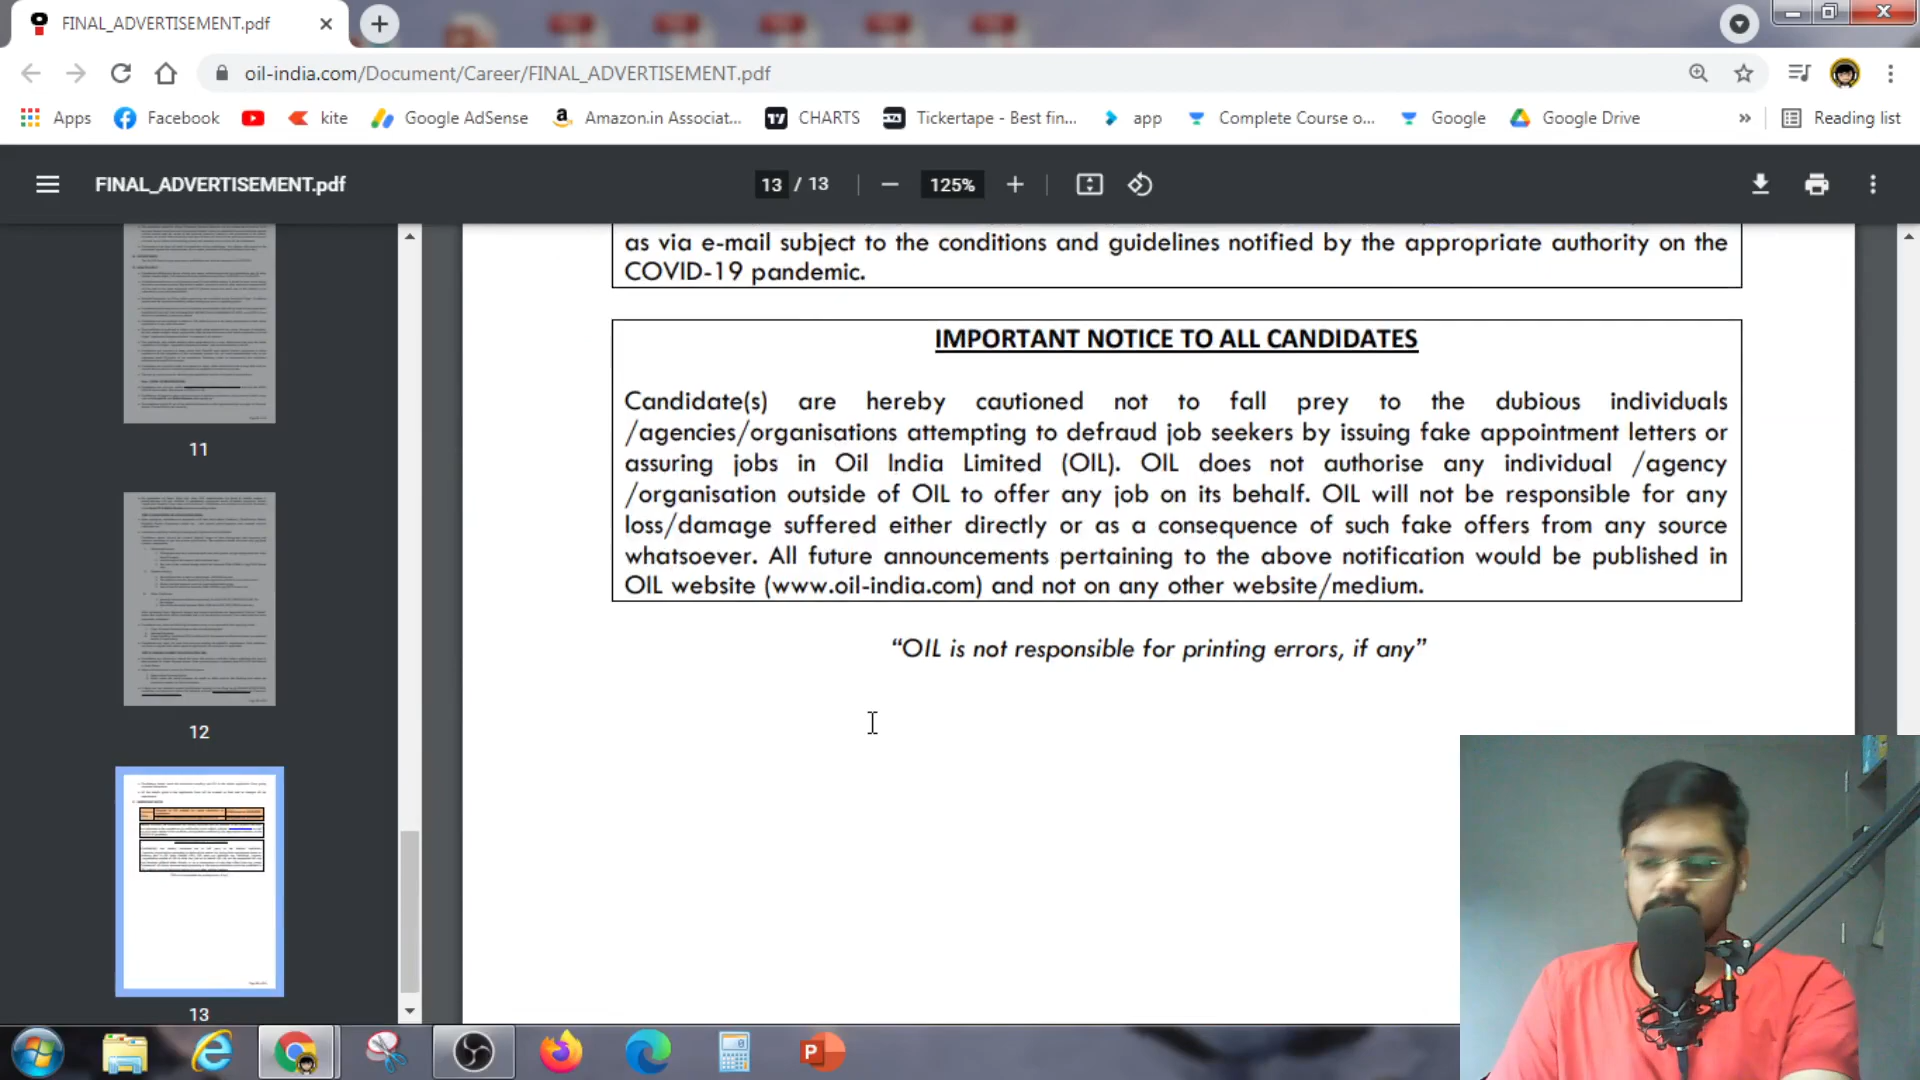 FINAL_ADVERTISEMENT.pdf
oil-india.com/Document/Career/FINAL_ADVERTISEMENT.pdf
Apps Facebook kite Google AdSense Amazon.in Associat... CHARTS Tickertape - Best fin... app Complete Course o... Google Google Drive » Reading list
FINAL_ADVERTISEMENT.pdf 13 / 13 125%
as via e-mail subject to the conditions and guidelines notified by the appropriate authority on the
COVID-19 pandemic.
IMPORTANT NOTICE TO ALL CANDIDATES
Candidate(s) are hereby cautioned not to fall prey to the dubious individuals
/agencies/organisations attempting to defraud job seekers by issuing fake appointment letters or
assuring jobs in Oil India Limited (OIL). OIL does not authorise any individual /agency
/organisation outside of OIL to offer any job on its behalf. OIL will not be responsible for any
loss/damage suffered either directly or as a consequence of such fake offers from any source
whatsoever. All future announcements pertaining to the above notification would be published in
OIL website (www.oil-india.com) and not on any other website/medium.
“OIL is not responsible for printing errors, if any”
11
12
13